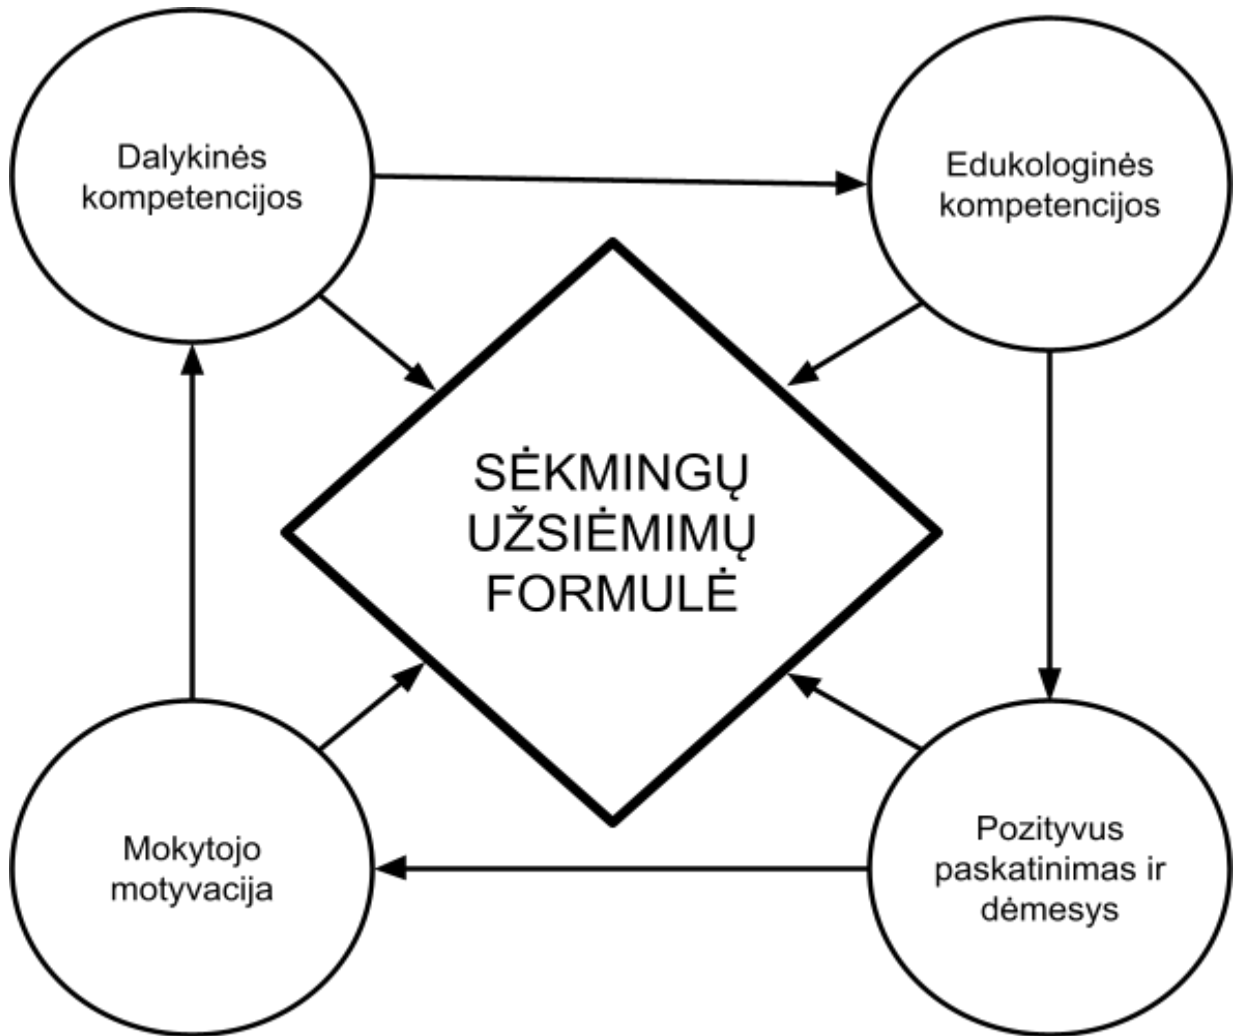 Dalykinės
kompetencijos
Edukologinės
kompetencijos
SĖKMINGŲ
UŽSIĖMIMŲ
FORMULĖ
Mokytojo
motyvacija
Pozityvus
paskatinimas ir
dėmesys